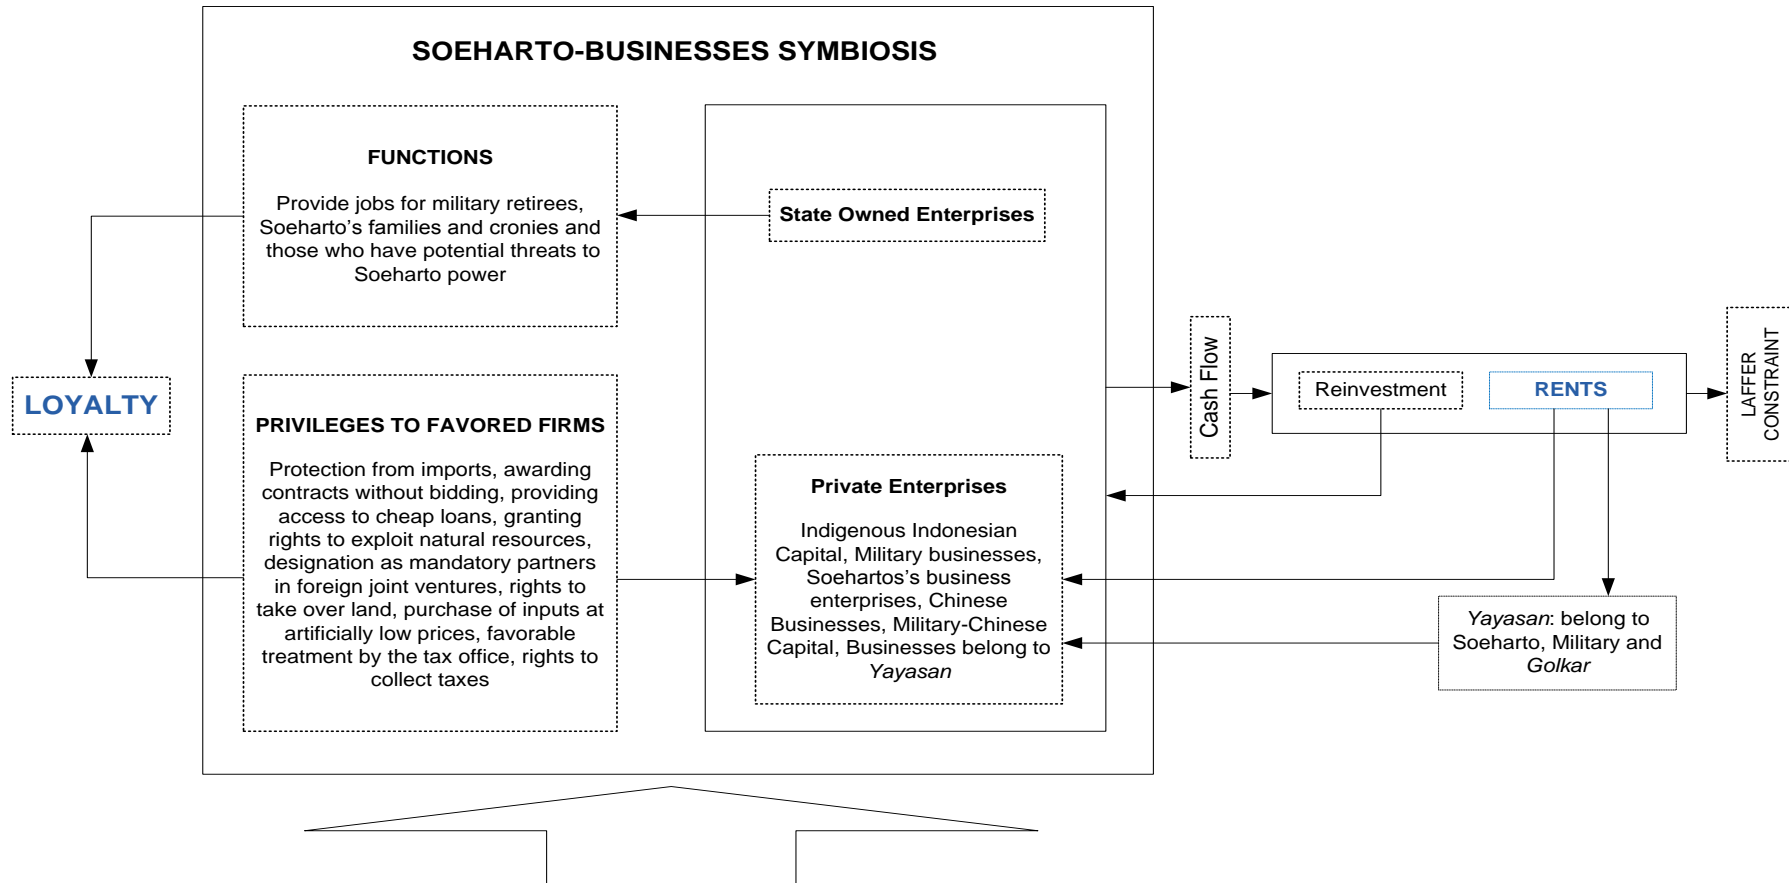 SOEHARTO-BUSINESSES SYMBIOSIS
FUNCTIONS
Provide jobs for military retirees,
Soeharto’s families and cronies and
those who have potential threats to
Soeharto power
State Owned Enterprises
LOYALTY
PRIVILEGES TO FAVORED FIRMS
Protection from imports, awarding
contracts without bidding, providing
access to cheap loans, granting
rights to exploit natural resources,
designation as mandatory partners
in foreign joint ventures, rights to
take over land, purchase of inputs at
artificially low prices, favorable
treatment by the tax office, rights to
collect taxes
Private Enterprises
Indigenous Indonesian
Capital, Military businesses,
Soehartos’s business
enterprises, Chinese
Businesses, Military-Chinese
Capital, Businesses belong to
Yayasan
Cash Flow
Reinvestment
RENTS
LAFFER
CONSTRAINT
Yayasan: belong to
Soeharto, Military and
Golkar